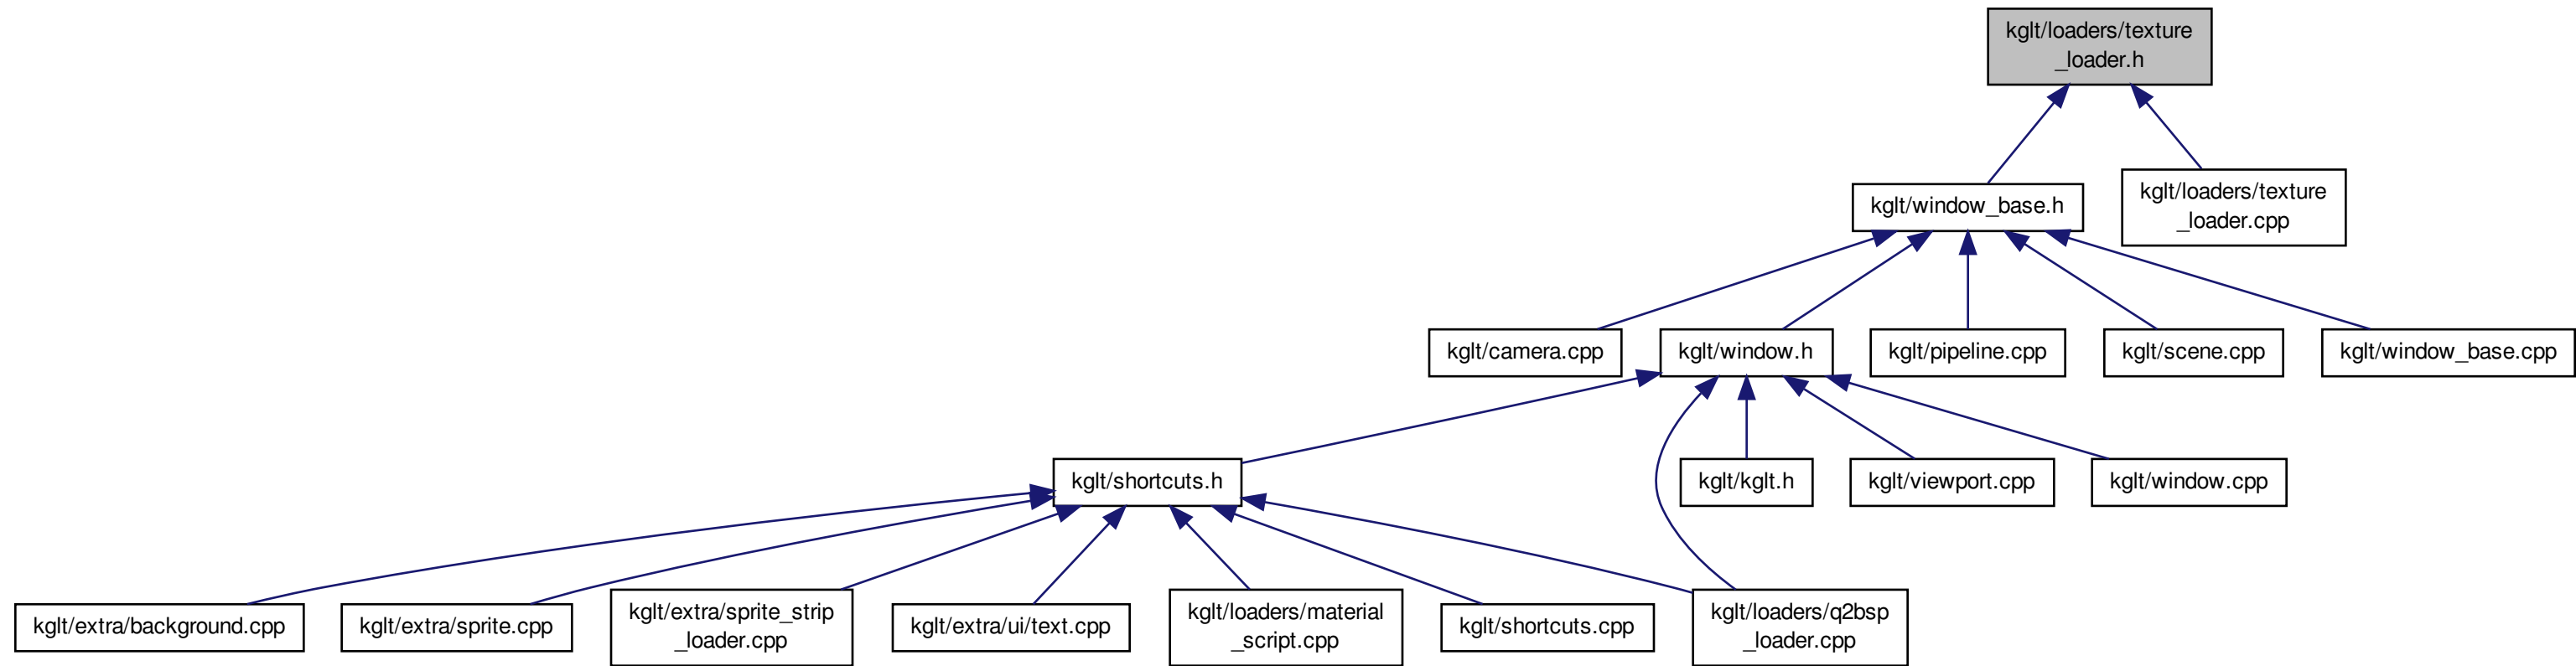 kglt/loaders/texture
_loader.h
kglt/window_base.h
kglt/loaders/texture
_loader.cpp
kglt/camera.cpp
kglt/window.h
kglt/pipeline.cpp
kglt/scene.cpp
kglt/window_base.cpp
kglt/shortcuts.h
kglt/kglt.h
kglt/viewport.cpp
kglt/window.cpp
kglt/extra/background.cpp
kglt/extra/sprite.cpp
kglt/extra/sprite_strip
_loader.cpp
kglt/extra/ui/text.cpp
kglt/loaders/material
_script.cpp
kglt/shortcuts.cpp
kglt/loaders/q2bsp
_loader.cpp